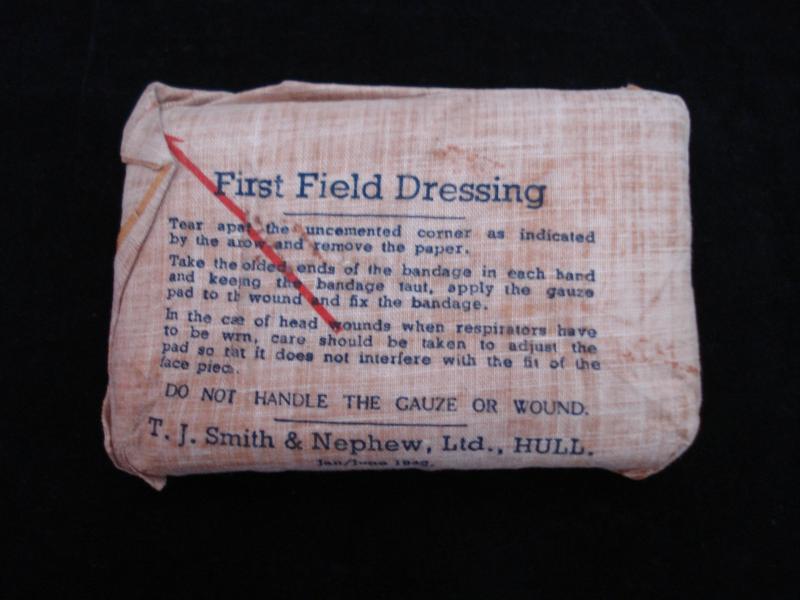 First Field Dressing
Tear apat the uncemented corner as indicated
by the arow and remove the paper.
Take the olded ends of the bandage in each hand
and keeing the bandage taut, apply the gauze
pad to th wound and fix the bandage.
In the cae of head wounds when respirators have
to be wrn, care should be taken to adjust the
pad so tat it does not interfere with the fit of the
face piec.
DO NOT HANDLE THE GAUZE OR WOUND.
T. J. Smith & Nephew, Ltd., HULL.
Jan/June